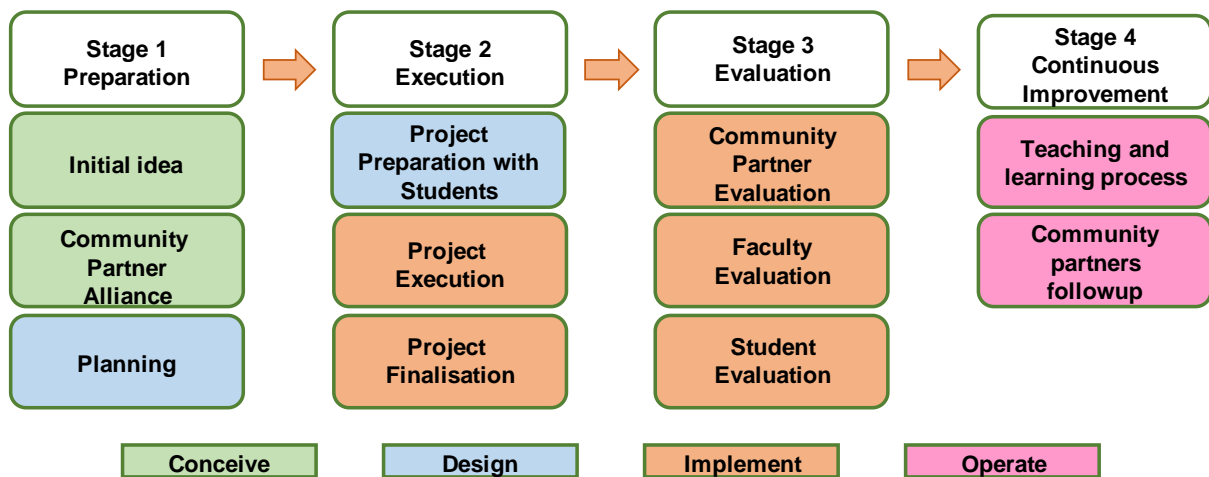 Stage 1
Preparation
Stage 2
Execution
Stage 3
Evaluation
Stage 4
Continuous
Improvement
Initial idea
Project
Preparation with
Students
Community
Partner
Evaluation
Teaching and
learning process
Community
Partner
Alliance
Project
Execution
Faculty
Evaluation
Community
partners
followup
Planning
Project
Finalisation
Student
Evaluation
Conceive
Design
Implement
Operate